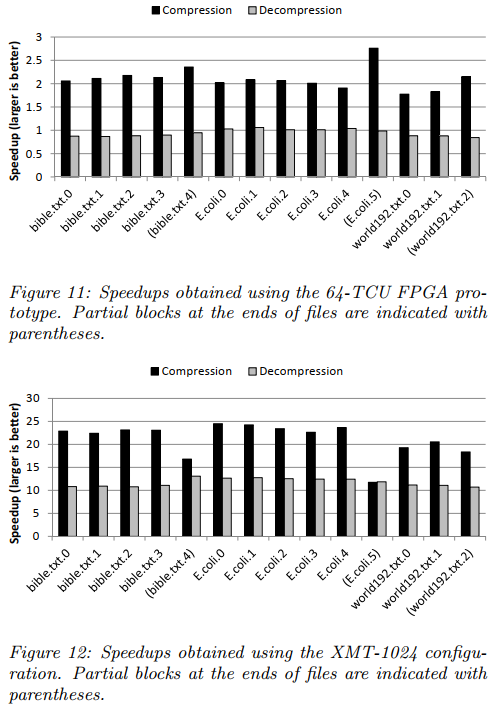 Compression Decompression
Speedup (larger is better)
3
2.5
2
1.5
1
0.5
0
bible.txt.0
bible.txt.1
bible.txt.2
bible.txt.3
(bible.txt.4)
E.coli.0
E.coli.1
E.coli.2
E.coli.3
E.coli.4
(E.coli.5)
world192.txt.0
world192.txt.1
(world192.txt.2)
Figure 11: Speedups obtained using the 64-TCU FPGA pro-
totype. Partial blocks at the ends of files are indicated with
parentheses.
Compression Decompression
Speedup (larger is better)
30
25
20
15
10
5
0
bible.txt.0
bible.txt.1
bible.txt.2
bible.txt.3
(bible.txt.4)
E.coli.0
E.coli.1
E.coli.2
E.coli.3
E.coli.4
(E.coli.5)
world192.txt.0
world192.txt.1
(world192.txt.2)
Figure 12: Speedups obtained using the XMT-1024 configu-
ration. Partial blocks at the ends of files are indicated with
parentheses.